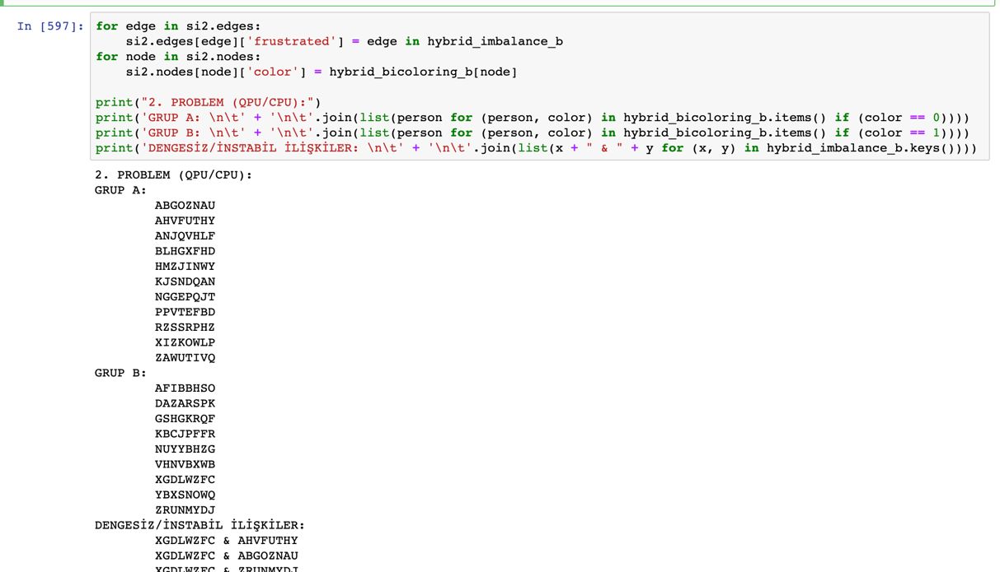 In [597]: for edge in si2.edges:
    si2.edges[edge]['frustrated'] = edge in hybrid_imbalance_b
for node in si2.nodes:
    si2.nodes[node]['color'] = hybrid_bicoloring_b[node]
print("2. PROBLEM (QPU/CPU):")
print('GRUP A: \n\t' + '\n\t'.join(list(person for (person, color) in hybrid_bicoloring_b.items() if (color == 0))))
print('GRUP B: \n\t' + '\n\t'.join(list(person for (person, color) in hybrid_bicoloring_b.items() if (color == 1))))
print('DENGESİZ/İNSTABİL İLİŞKİLER: \n\t' + '\n\t'.join(list(x + " & " + y for (x, y) in hybrid_imbalance_b.keys())))
2. PROBLEM (QPU/CPU):
GRUP A:
ABGOZNAU
AHVFUTHY
ANJQVHLF
BLHGXFHD
HMZJINWY
KJSNDQAN
NGGEPQJT
PPVTEFBD
RZSSRPHZ
XIZKOWLP
ZAWUTIVQ
GRUP B:
AFIBBHSO
DAZARSPK
GSHGKRQF
KBCJPFFR
NUYYBHZG
VHNVBXWB
XGDLWZFC
YBXSNOWQ
ZRUNMYDJ
DENGESİZ/İNSTABİL İLİŞKİLER:
XGDLWZFC & AHVFUTHY
XGDLWZFC & ABGOZNAU
XGDLWZFC & ZRUNMYDJ